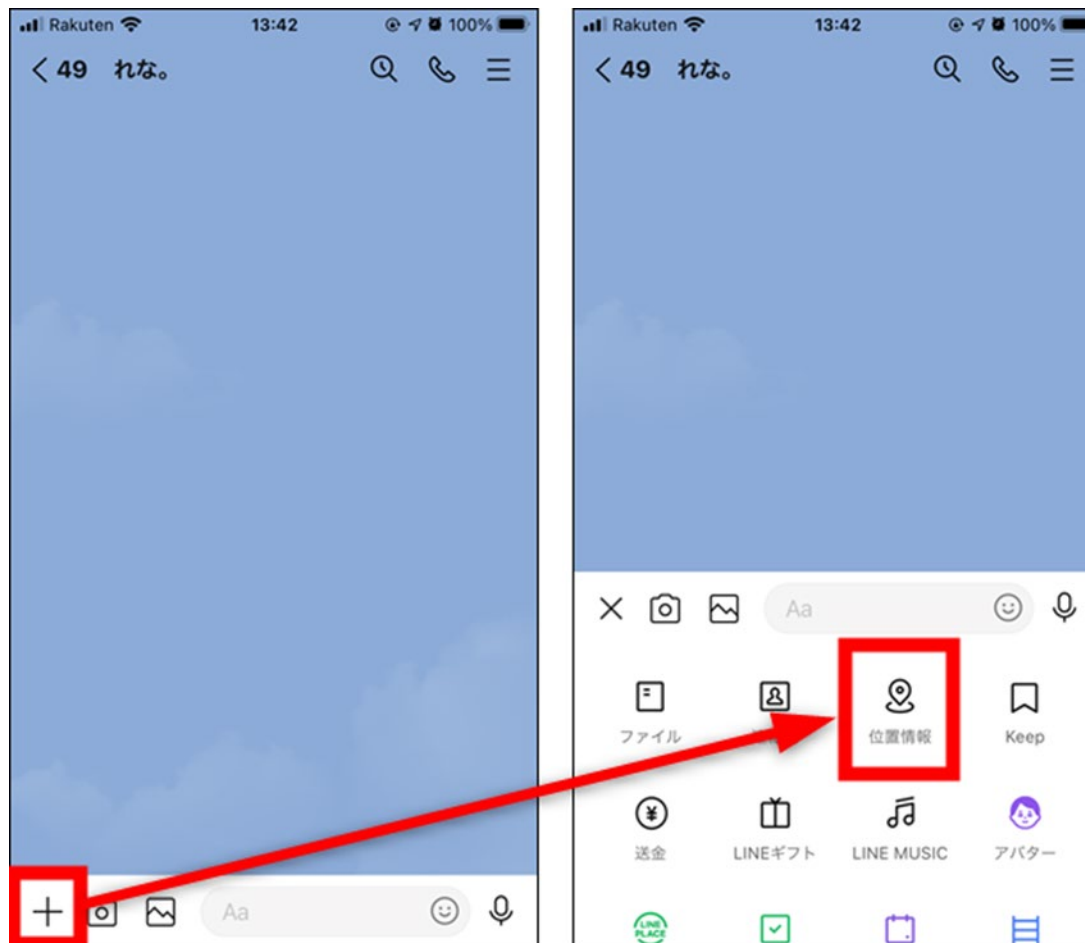 Rakuten 13:42 100%
49 れな。
Aa
Rakuten 13:42 100%
49 れな。
Aa
ファイル 位置情報 Keep
送金 LINEギフト LINE MUSIC アバター
LINE PLACE